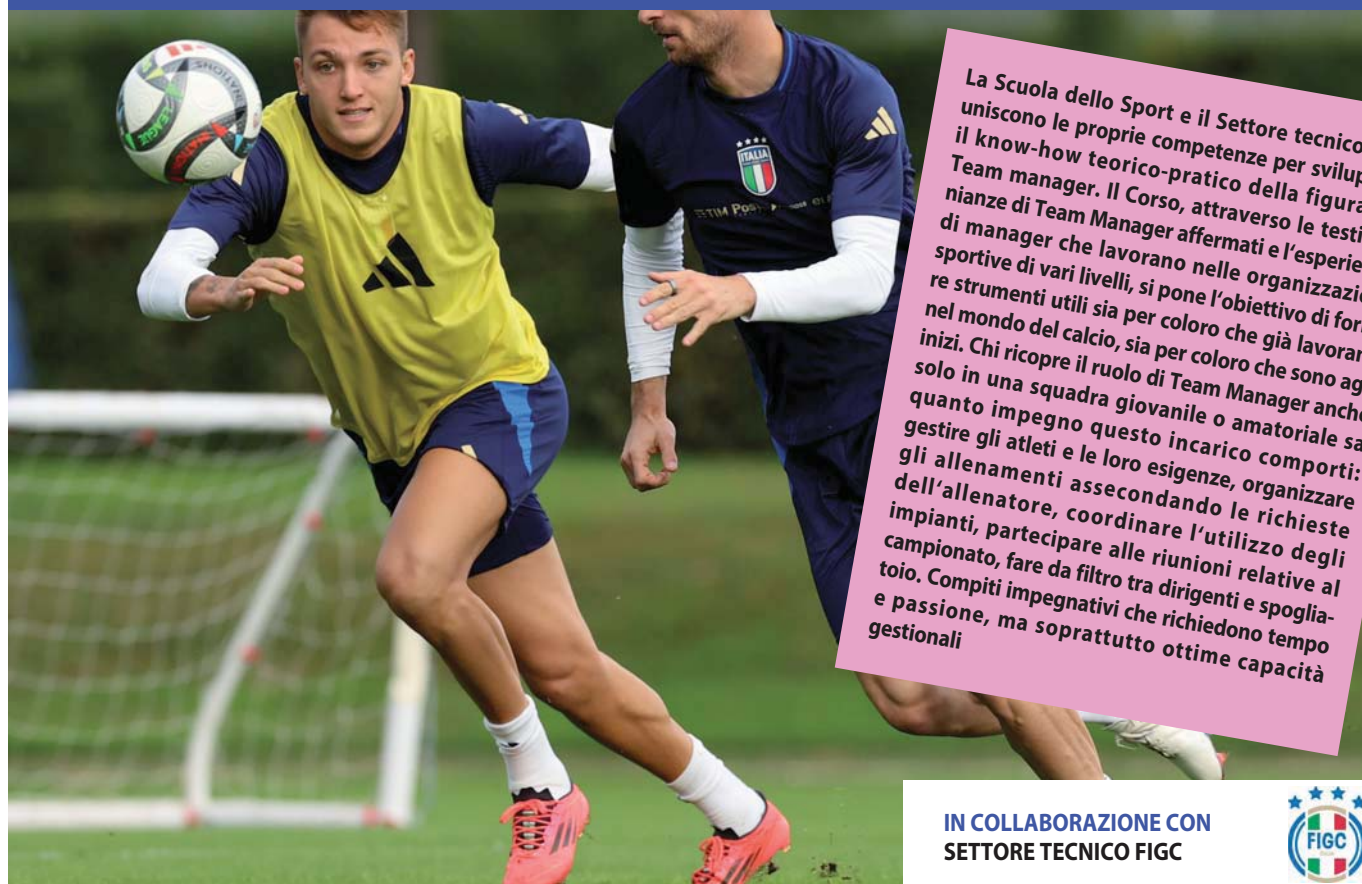 La Scuola dello Sport e il Settore tecnico
uniscono le proprie competenze per svilup
il know-how teorico-pratico della figura
Team manager. Il Corso, attraverso le testi
nianze di Team Manager affermati e l'esperie
di manager che lavorano nelle organizzazi
sportive di vari livelli, si pone l'obiettivo di for
re strumenti utili sia per coloro che già lavoran
nel mondo del calcio, sia per coloro che sono ag
inizi. Chi ricopre il ruolo di Team Manager anche
solo in una squadra giovanile o amatoriale sa
quanto impegno questo incarico comporti:
gestire gli atleti e le loro esigenze, organizzare
gli allenamenti assecondando le richieste
dell'allenatore, coordinare l'utilizzo degli
impianti, partecipare alle riunioni relative al
campionato, fare da filtro tra dirigenti e spoglia-
toio. Compiti impegnativi che richiedono tempo
e passione, ma soprattutto ottime capacità
gestionali
NATIONS
LEAGUE
ITALIA
IN COLLABORAZIONE CON
SETTORE TECNICO FIGC
FIGC